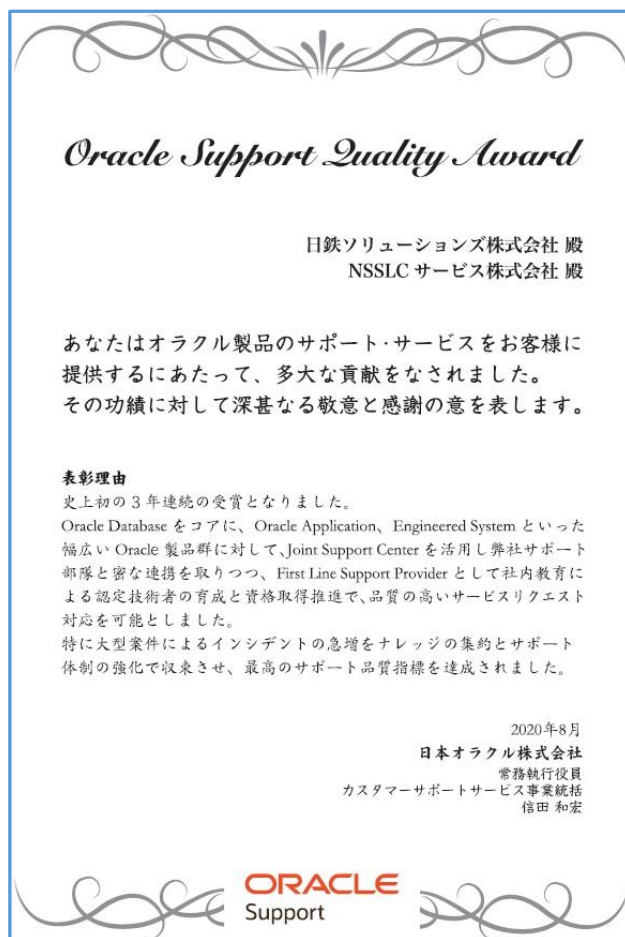 Oracle Support Quality Award
日鉄ソリューションズ株式会社 殿
NSSLC サービス株式会社 殿
あなたはオラクル製品のサポート･サービスをお客様に
提供するにあたって、多大な貢献をなされました。
その功績に対して深甚なる敬意と感謝の意を表します。
表彰理由
史上初の3年連続の受賞となりました。
Oracle Database をコアに、Oracle Application、Engineered System といった
幅広い Oracle 製品群に対して、Joint Support Center を活用し弊社サポート
部隊と密な連携を取りつつ、First Line Support Provider として社内教育に
よる認定技術者の育成と資格取得推進で、品質の高いサービスリクエスト
対応を可能としました。
特に大型案件によるインシデントの急増をナレッジの集約とサポート
体制の強化で収束させ、最高のサポート品質指標を達成されました。
2020年8月
日本オラクル株式会社
常務執行役員
カスタマーサポートサービス事業統括
信田 和宏
ORACLE
Support